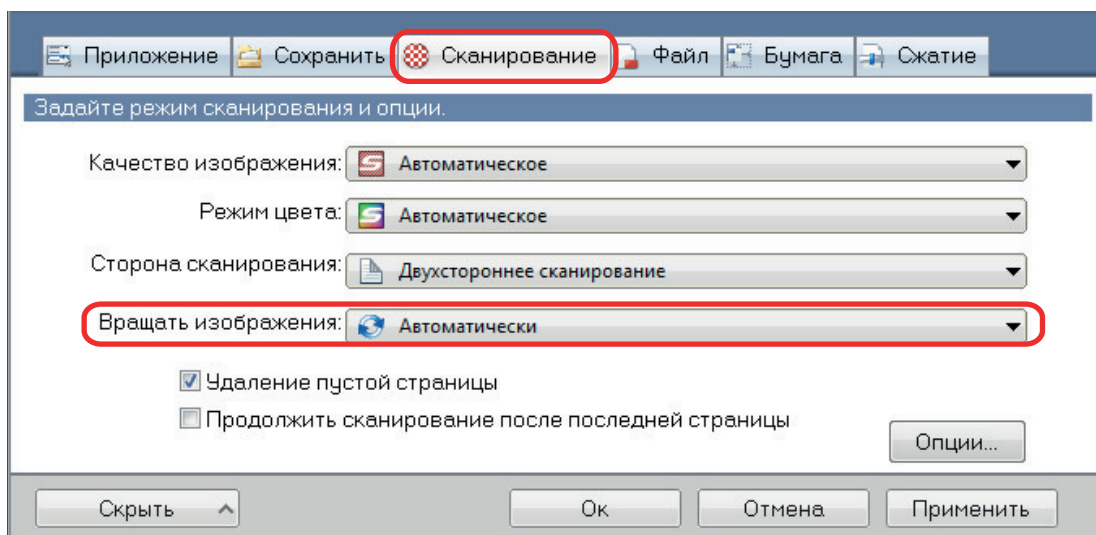 Приложение Сохранить Сканирование Файл Бумага Сжатие
Задайте режим сканирования и опции.
Качество изображения: Автоматическое
Режим цвета: Автоматическое
Сторона сканирования: Двухстороннее сканирование
Вращать изображения: Автоматически
Удаление пустой страницы
Продолжить сканирование после последней страницы
Опции...
Скрыть Ок Отмена Применить